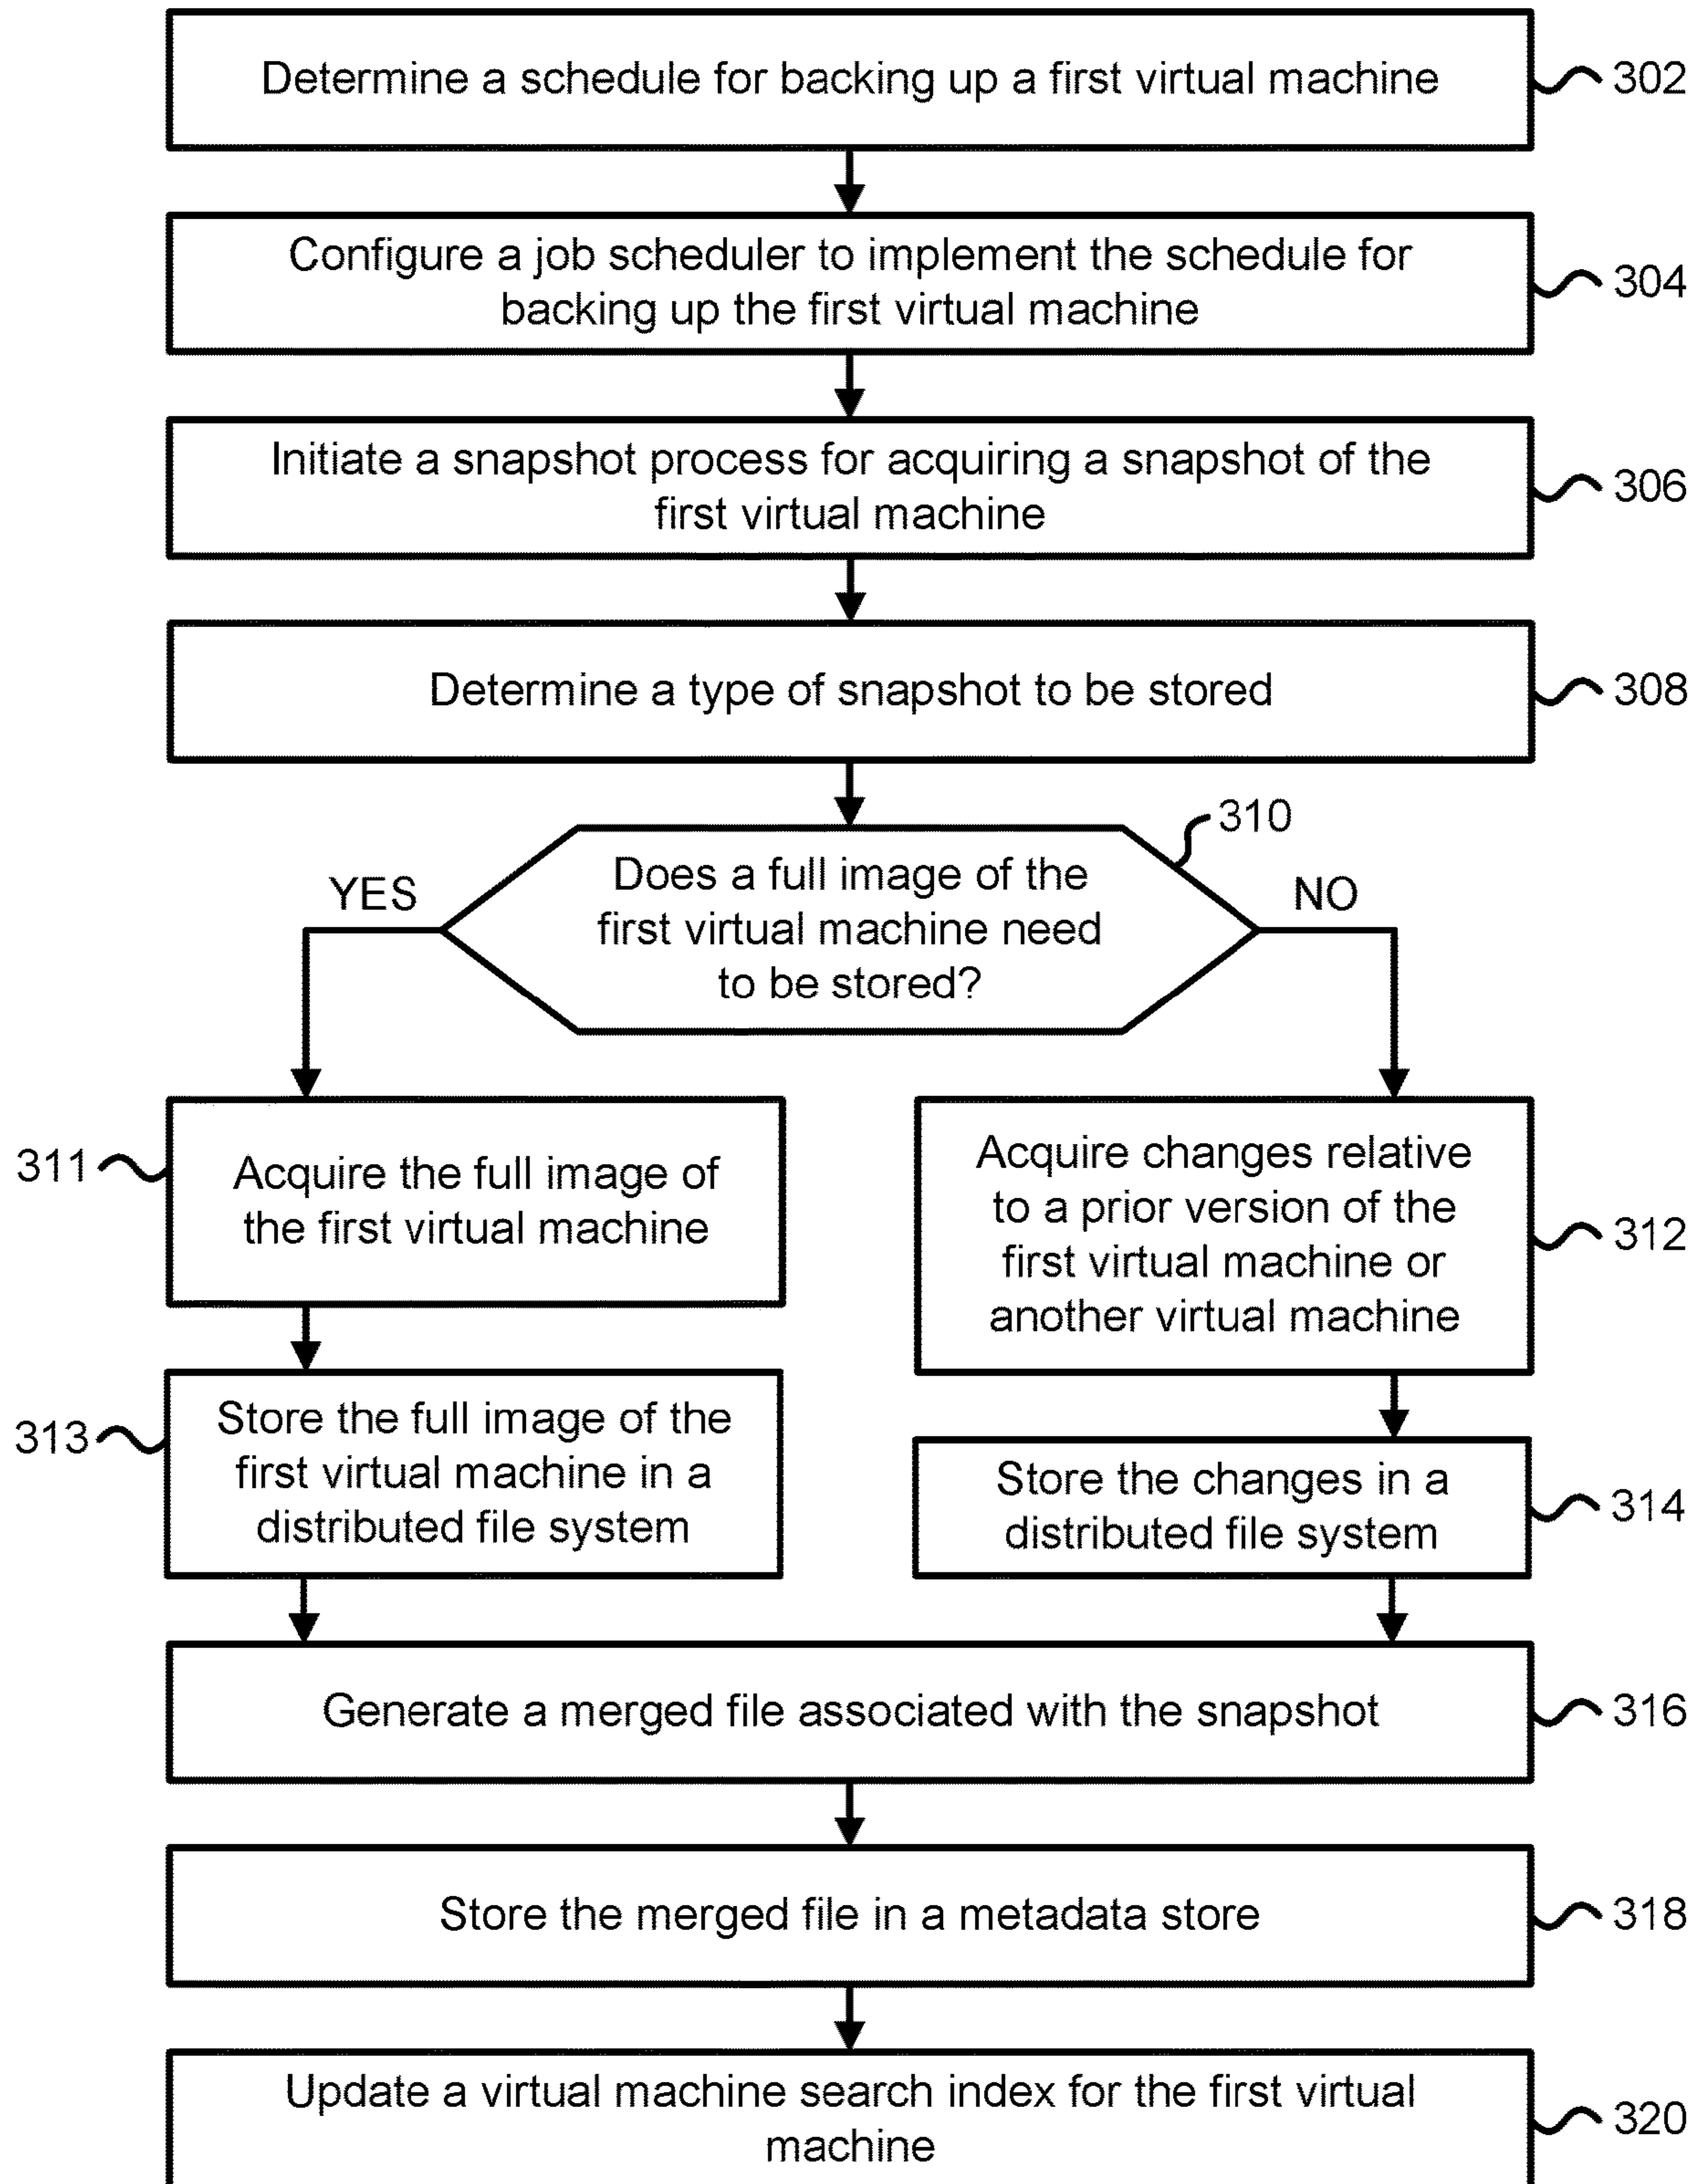 Determine a schedule for backing up a first virtual machine
302
Configure a job scheduler to implement the schedule for
backing up the first virtual machine
304
Initiate a snapshot process for acquiring a snapshot of the
first virtual machine
306
Determine a type of snapshot to be stored
308
310
Does a full image of the
first virtual machine need
to be stored?
YES
NO
311
Acquire the full image of
the first virtual machine
Acquire changes relative
to a prior version of the
first virtual machine or
another virtual machine
312
313
Store the full image of the
first virtual machine in a
distributed file system
Store the changes in a
distributed file system
314
Generate a merged file associated with the snapshot
316
Store the merged file in a metadata store
318
Update a virtual machine search index for the first virtual
machine
320